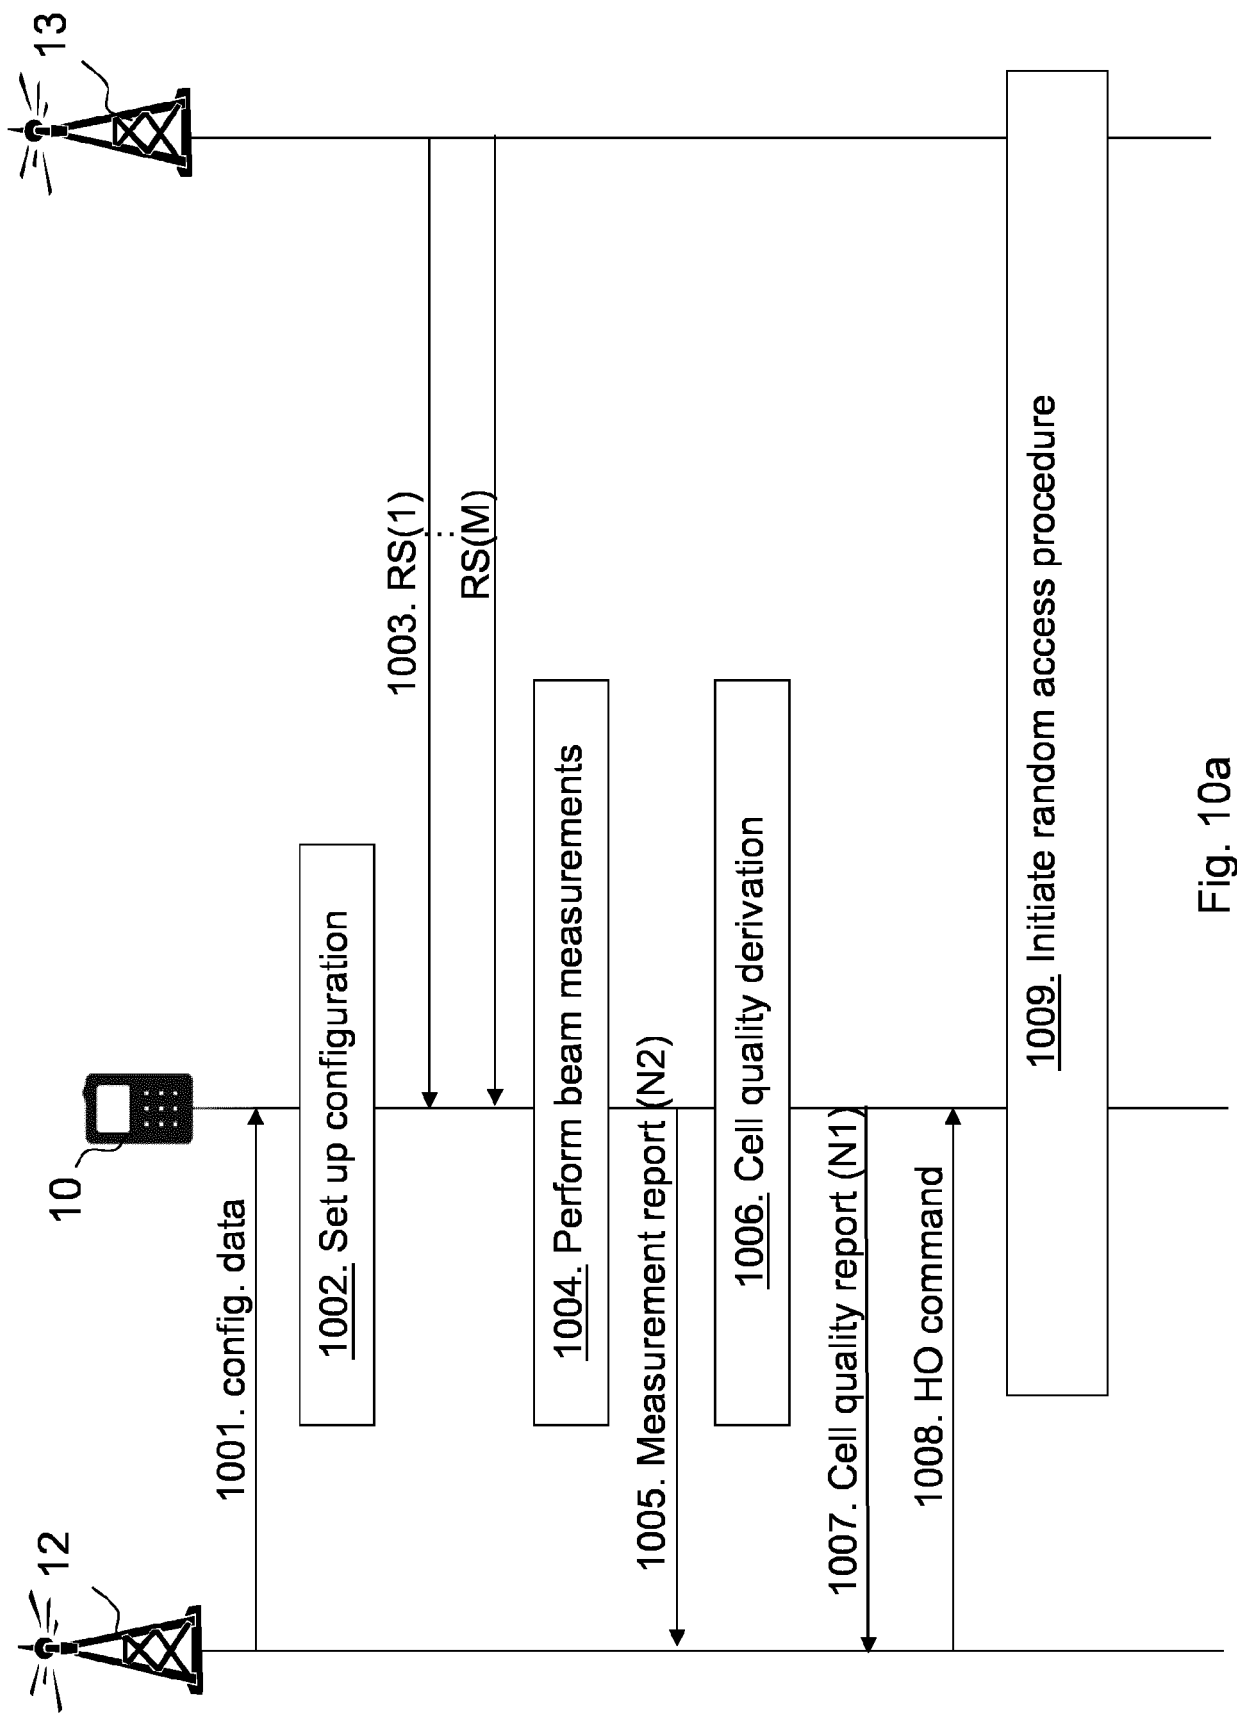 12
10
13
1001. config. data
1002. Set up configuration
1003. RS(1)
...
RS(M)
1004. Perform beam measurements
1005. Measurement report (N2)
1006. Cell quality derivation
1007. Cell quality report (N1)
1008. HO command
1009. Initiate random access procedure
Fig. 10a